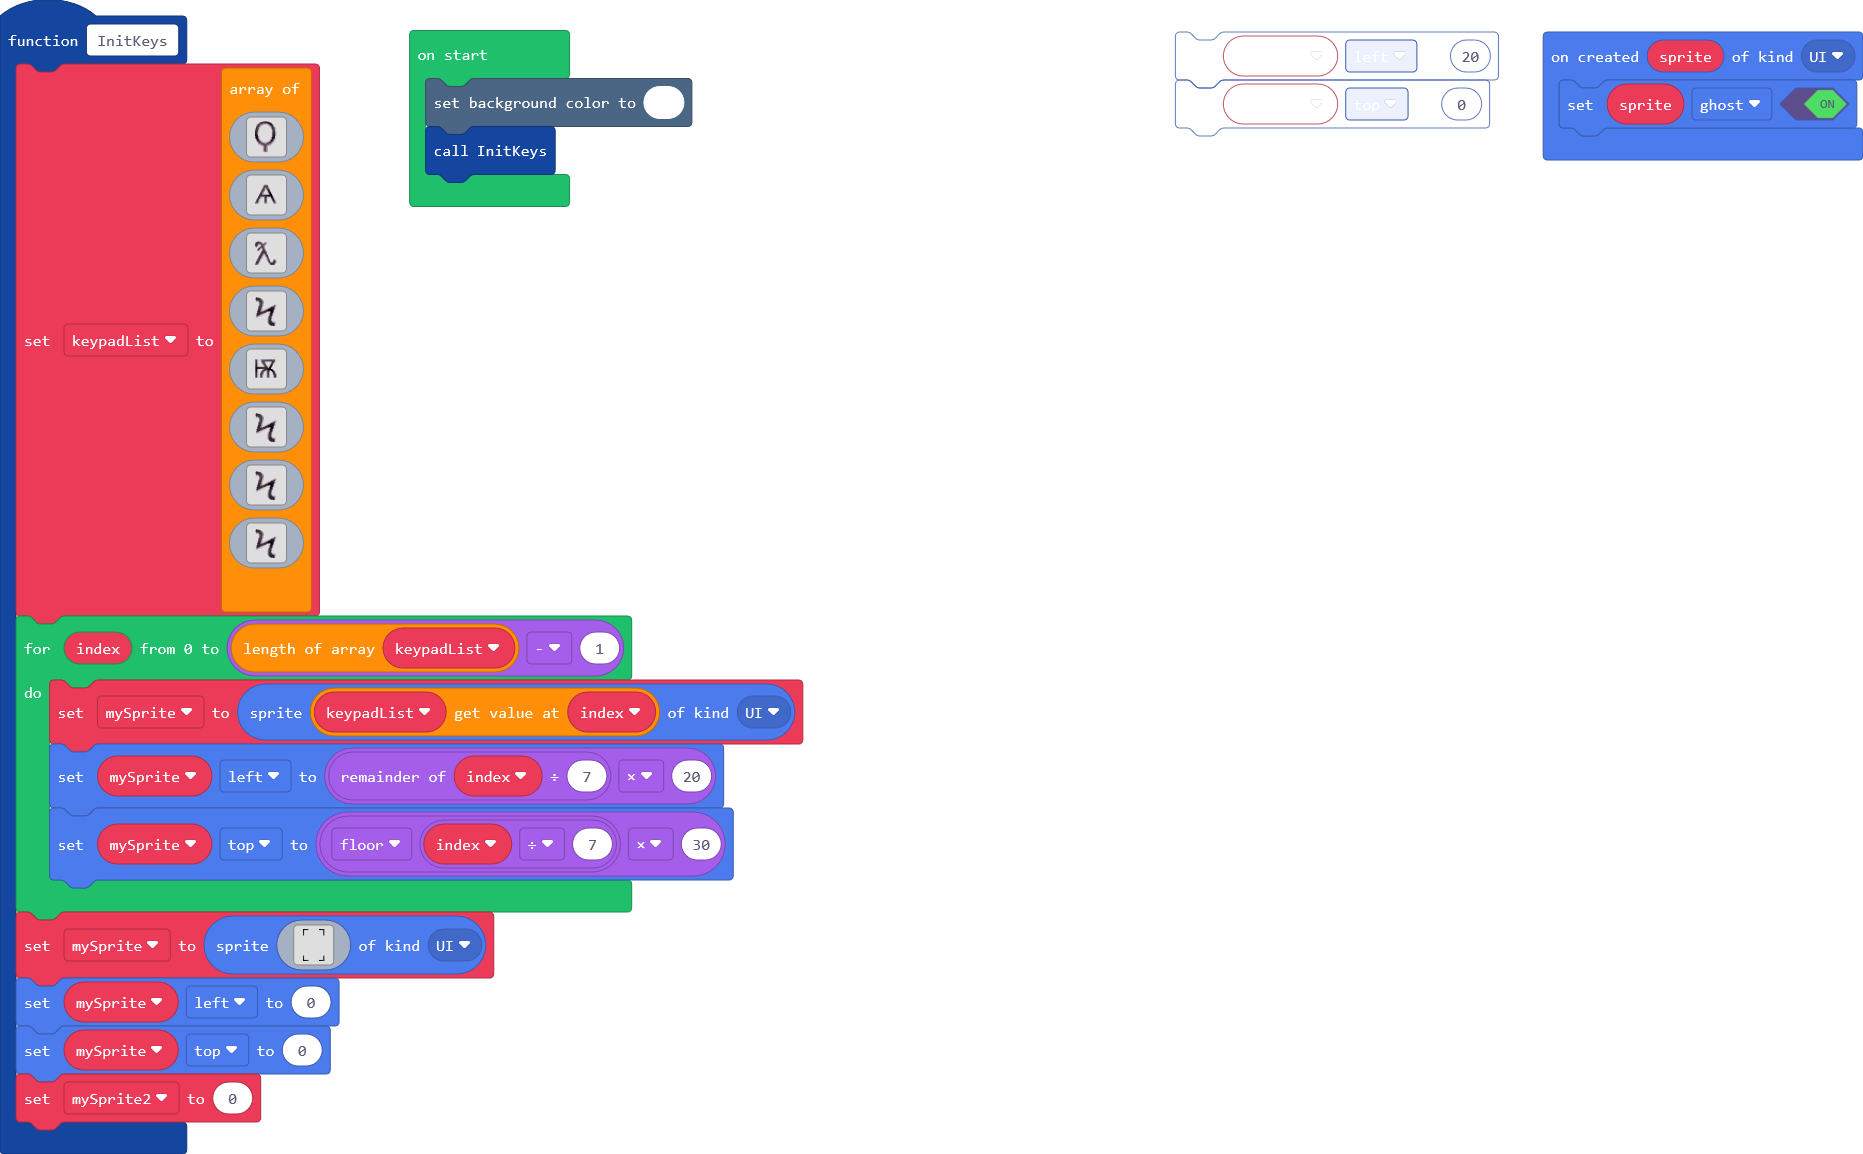 function InitKeys
array of
set keypadList to
for index from 0 to length of array keypadList - 1
do
set mySprite to sprite keypadList get value at index of kind UI
set mySprite left to remainder of index ÷ 7 × 20
set mySprite top to floor index ÷ 7 × 30
set mySprite to sprite of kind UI
set mySprite left to 0
set mySprite top to 0
set mySprite2 to 0
on start
set background color to
call InitKeys
left 20
top 0
on created sprite of kind UI
set sprite ghost ON